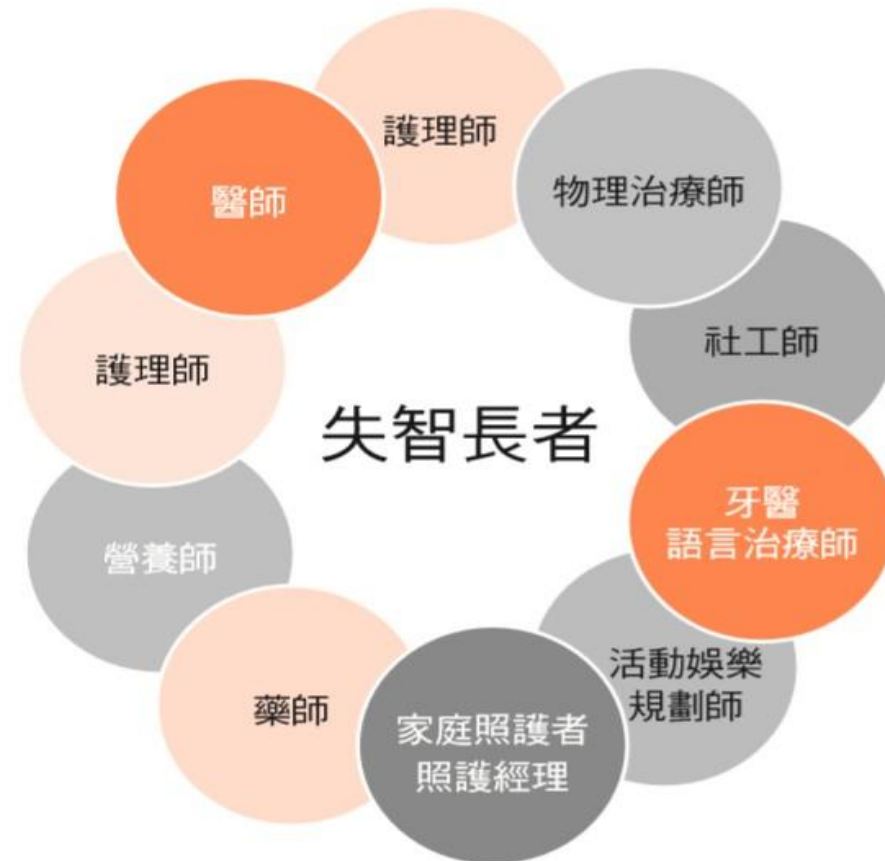 護理師
醫師
物理治療師
社工師
護理師
失智長者
牙醫
語言治療師
營養師
活動娛樂
規劃師
藥師
家庭照護者
照護經理